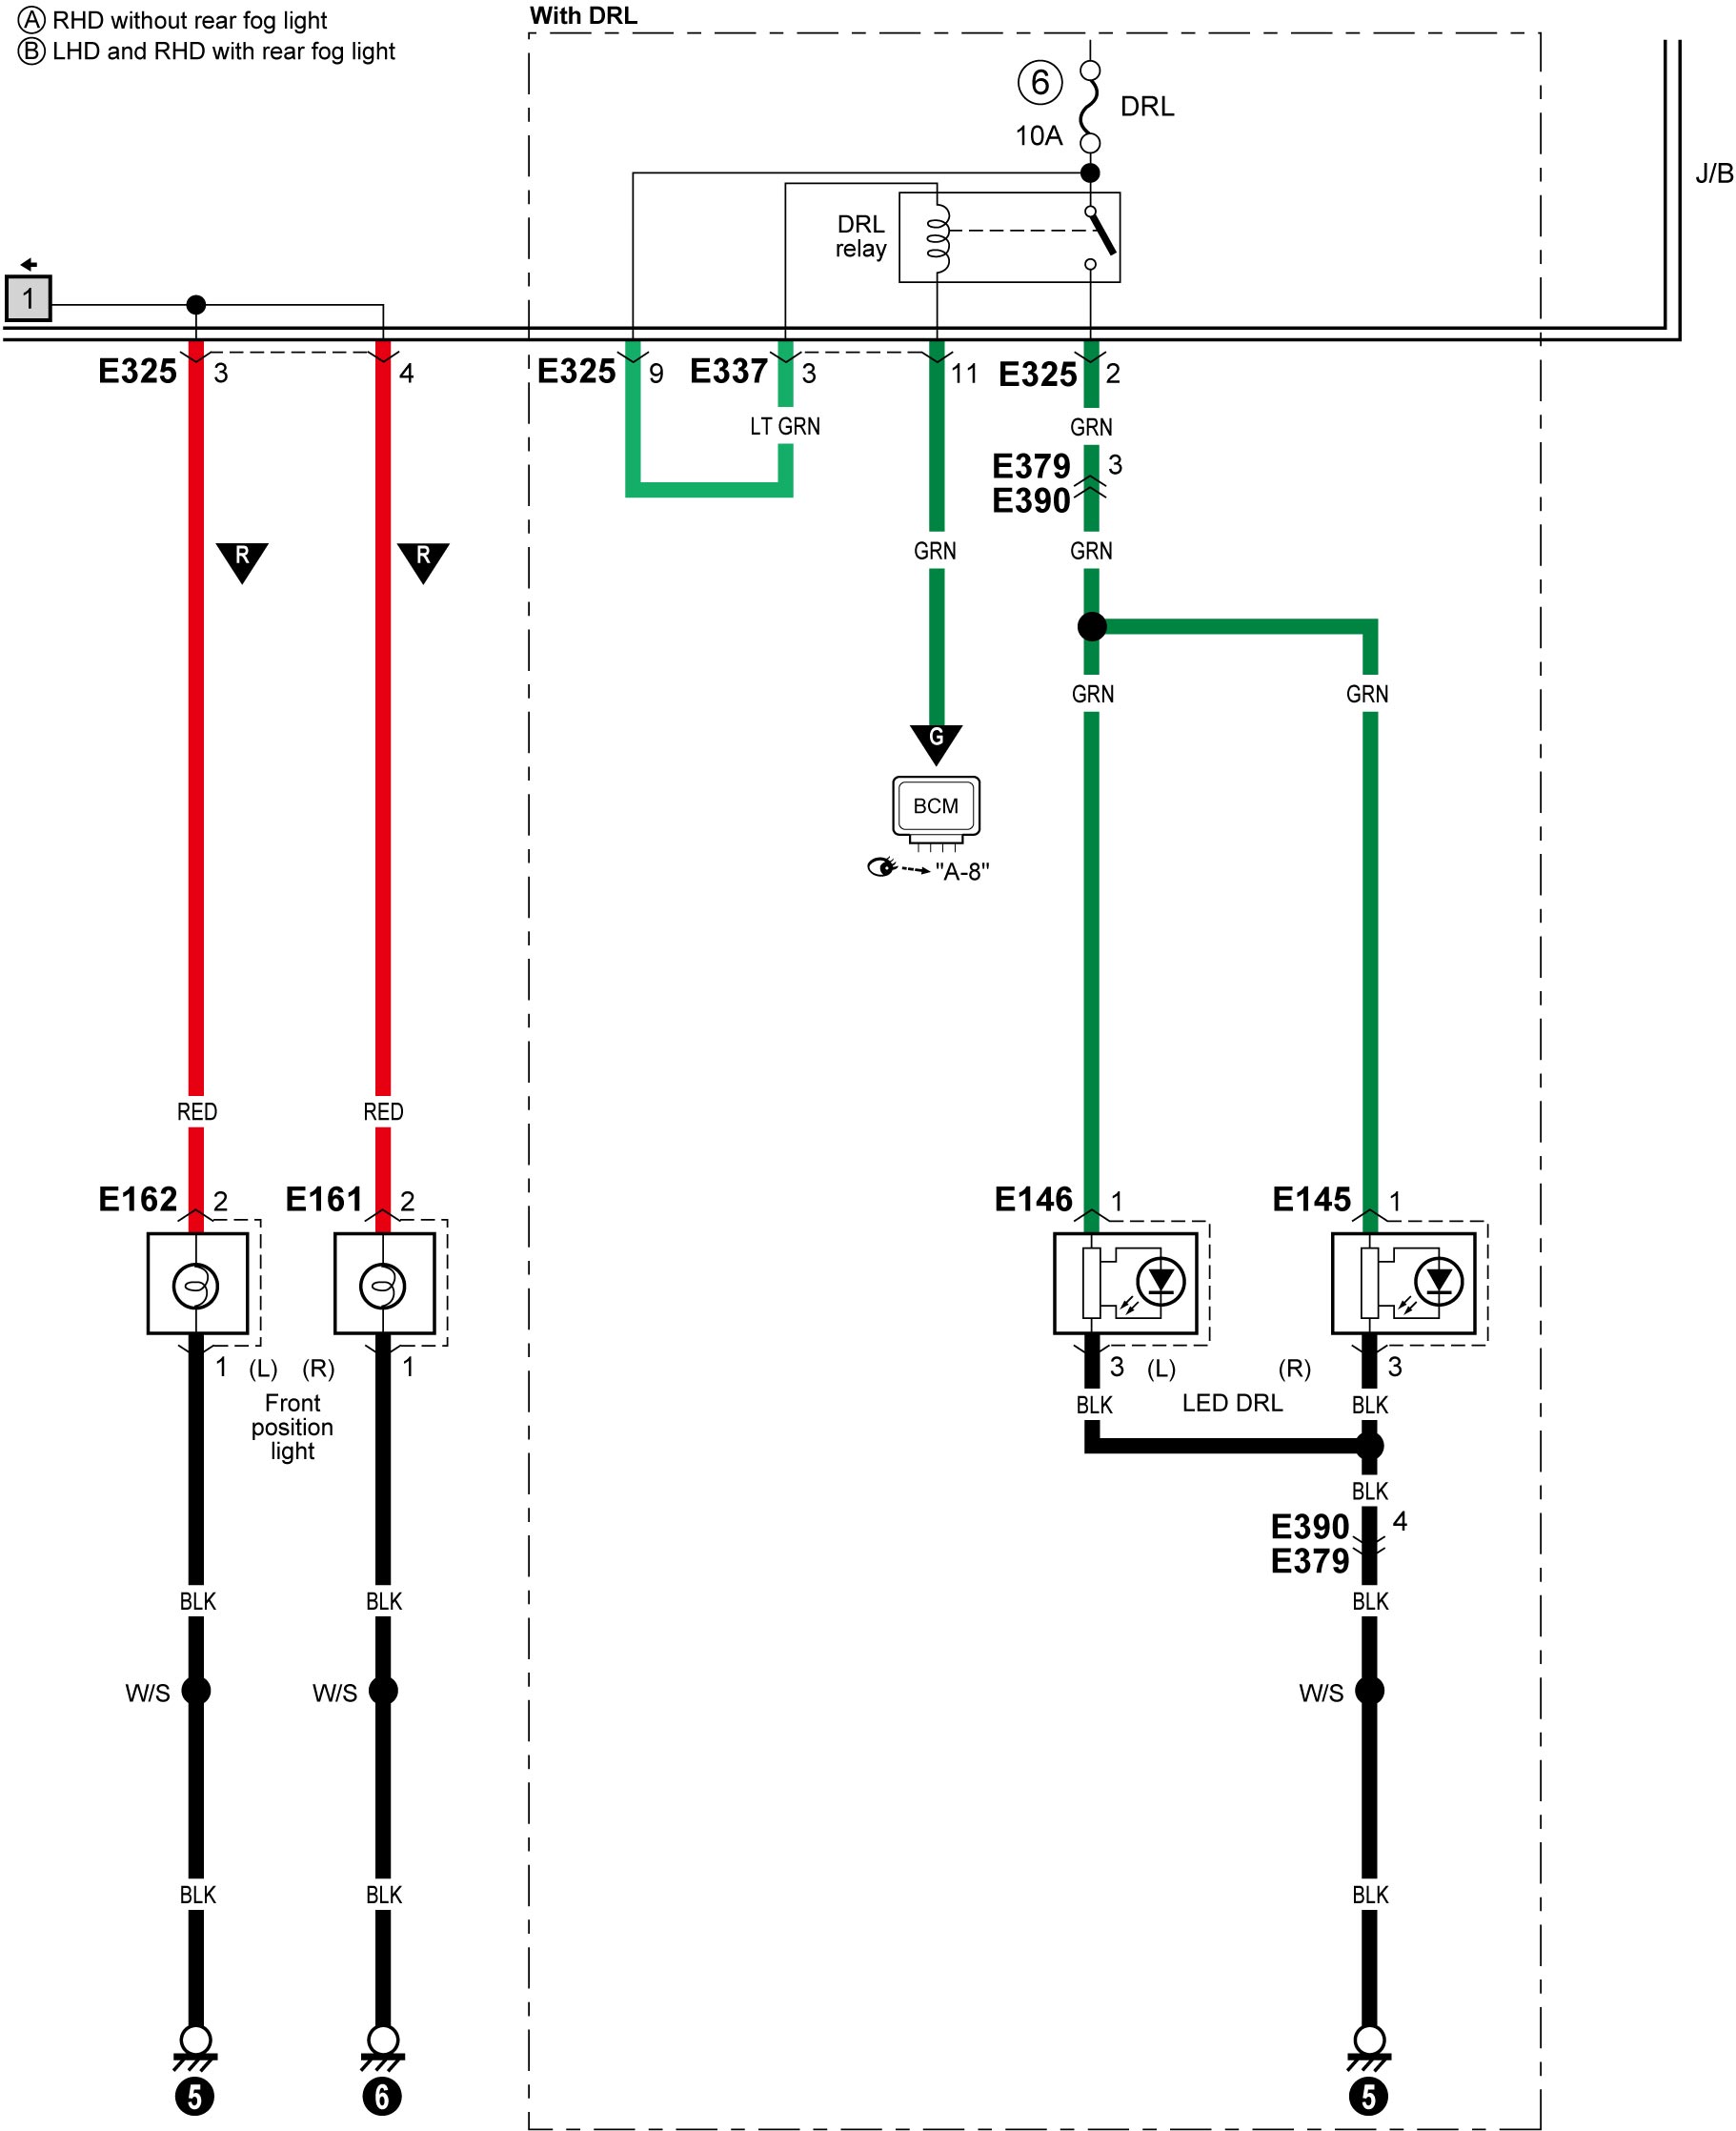 A RHD without rear fog light
B LHD and RHD with rear fog light
With DRL
6
10A
DRL
J/B
DRL
relay
1
E325 3
4
E325 9
E337 3
11
E325 2
LT GRN
GRN
E379 3
E390
R
R
GRN
GRN
GRN
GRN
G
BCM
"A-8"
RED
RED
E162 2
E161 2
E146 1
E145 1
1 (L)
(R) 1
3 (L)
(R) 3
Front
position
light
BLK
LED DRL
BLK
BLK
E390 4
E379
BLK
BLK
BLK
W/S
W/S
W/S
BLK
BLK
BLK
5
6
5